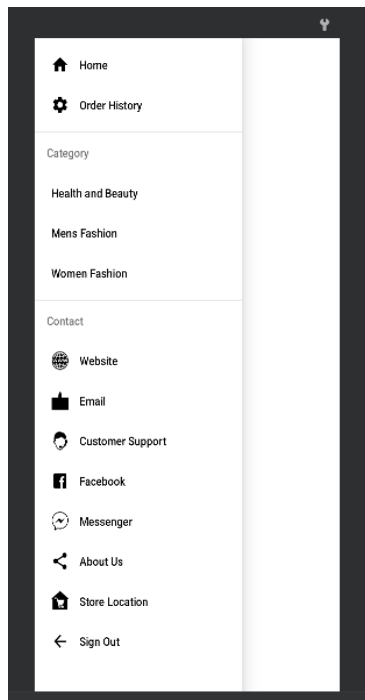 Home
Order History
Category
Health and Beauty
Mens Fashion
Women Fashion
Contact
Website
Email
Customer Support
Facebook
Messenger
About Us
Store Location
Sign Out